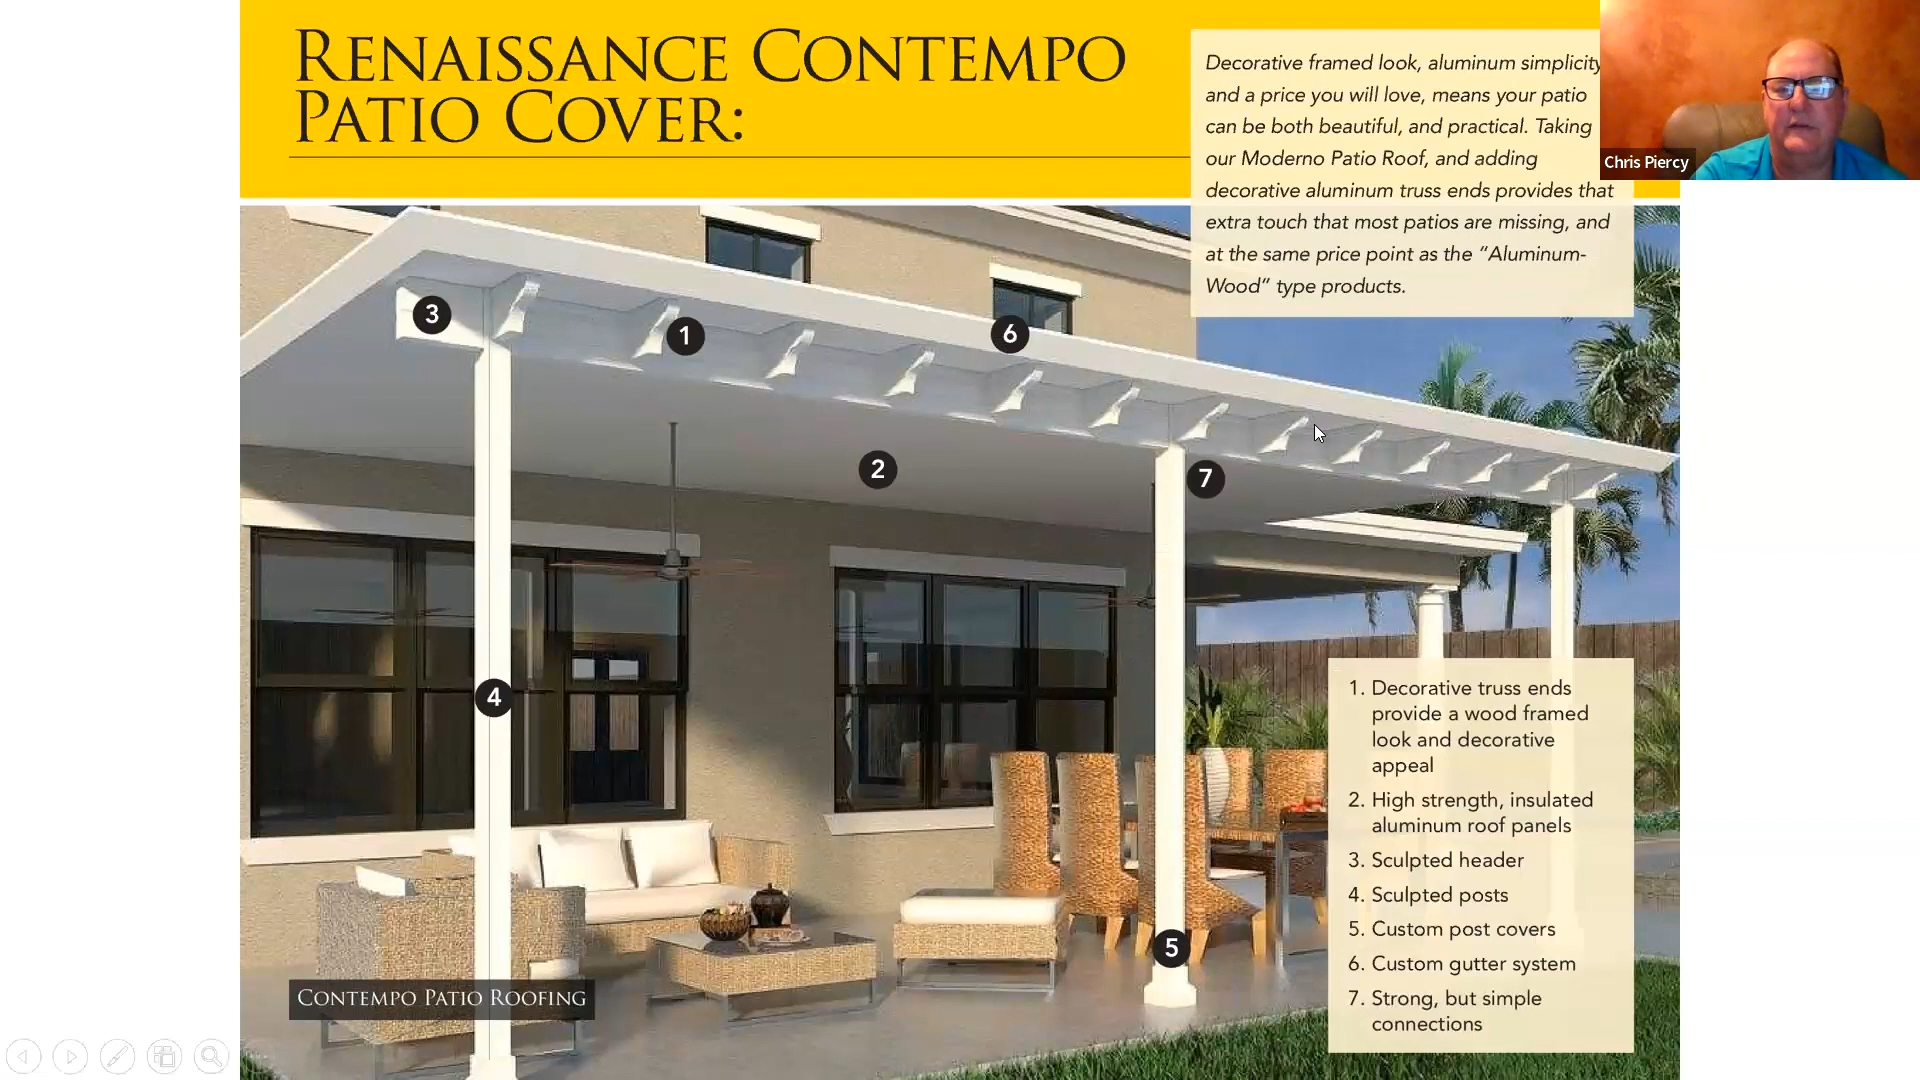 RENAISSANCE CONTEMPO
PATIO COVER:
Decorative framed look, aluminum simplicity
and a price you will love, means your patio
can be both beautiful, and practical. Taking
our Moderno Patio Roof, and adding
decorative aluminum truss ends provides that
extra touch that most patios are missing, and
at the same price point as the “Aluminum-
Wood” type products.
Chris Piercy
3
1
6
2
7
4
5
1. Decorative truss ends
provide a wood framed
look and decorative
appeal
2. High strength, insulated
aluminum roof panels
3. Sculpted header
4. Sculpted posts
5. Custom post covers
6. Custom gutter system
7. Strong, but simple
connections
CONTEMPO PATIO ROOFING